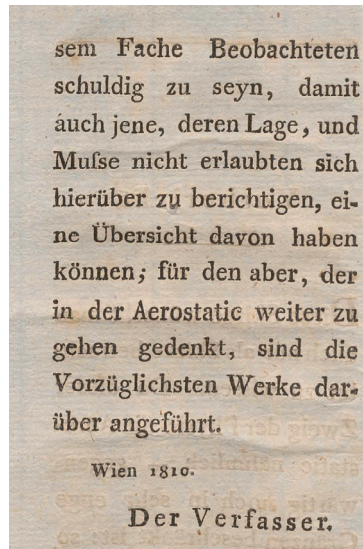 sem Fache Beobachteten
schuldig zu seyn, damit
auch jene, deren Lage, und
Muſse nicht erlaubten sich
hierüber zu berichtigen, ei-
ne Übersicht davon haben
können; für den aber, der
in der Aerostatic weiter zu
gehen gedenkt, sind die
Vorzüglichsten Werke dar-
über angeführt.
Wien 1810.
Der Verfasser.